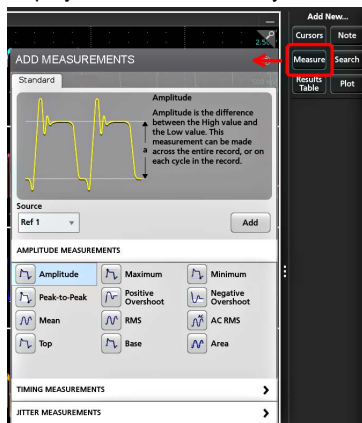 Add New...
Cursors Note
2.50
ADD MEASUREMENTS
Measure Search
Standard
Results Table Plot
Amplitude
Amplitude is the difference
between the High value and
the Low value. This
measurement can be made
across the entire record, or on
each cycle in the record.
a
Source
Ref 1
Add
AMPLITUDE MEASUREMENTS
Amplitude Maximum Minimum
Peak-to-Peak Positive Overshoot Negative Overshoot
Mean RMS AC RMS
Top Base Area
TIMING MEASUREMENTS
JITTER MEASUREMENTS